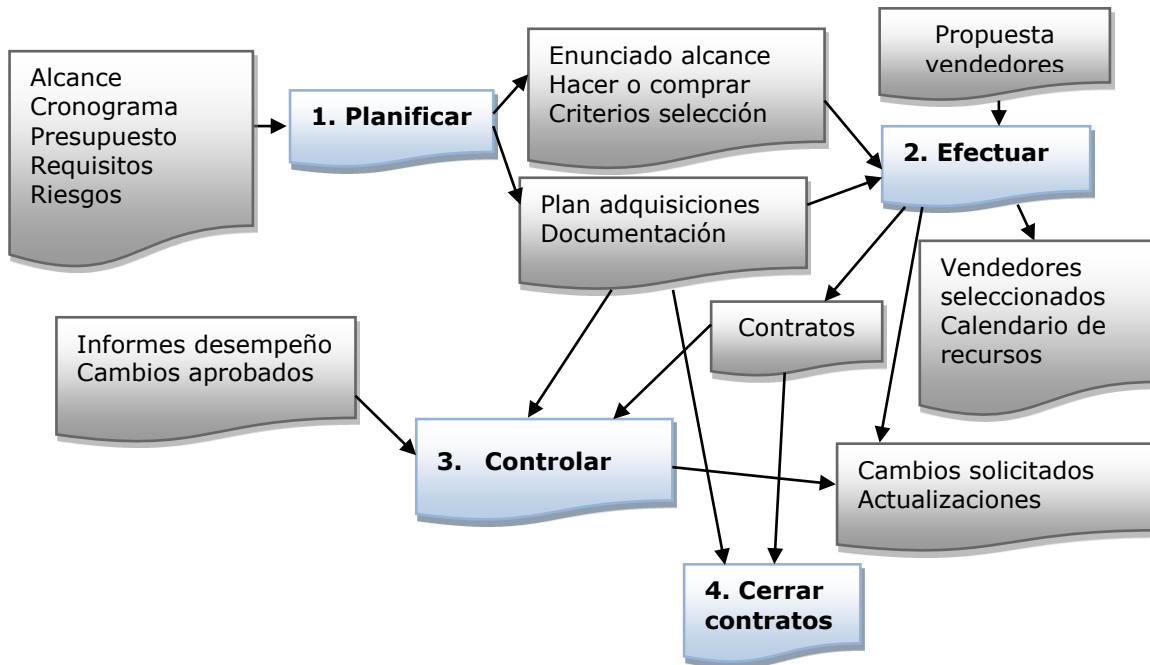 Alcance
Cronograma
Presupuesto
Requisitos
Riesgos
1. Planificar
Enunciado alcance
Hacer o comprar
Criterios selección
Propuesta
vendedores
2. Efectuar
Plan adquisiciones
Documentación
Vendedores
seleccionados
Calendario de
recursos
Contratos
Informes desempeño
Cambios aprobados
3. Controlar
Cambios solicitados
Actualizaciones
4. Cerrar
contratos